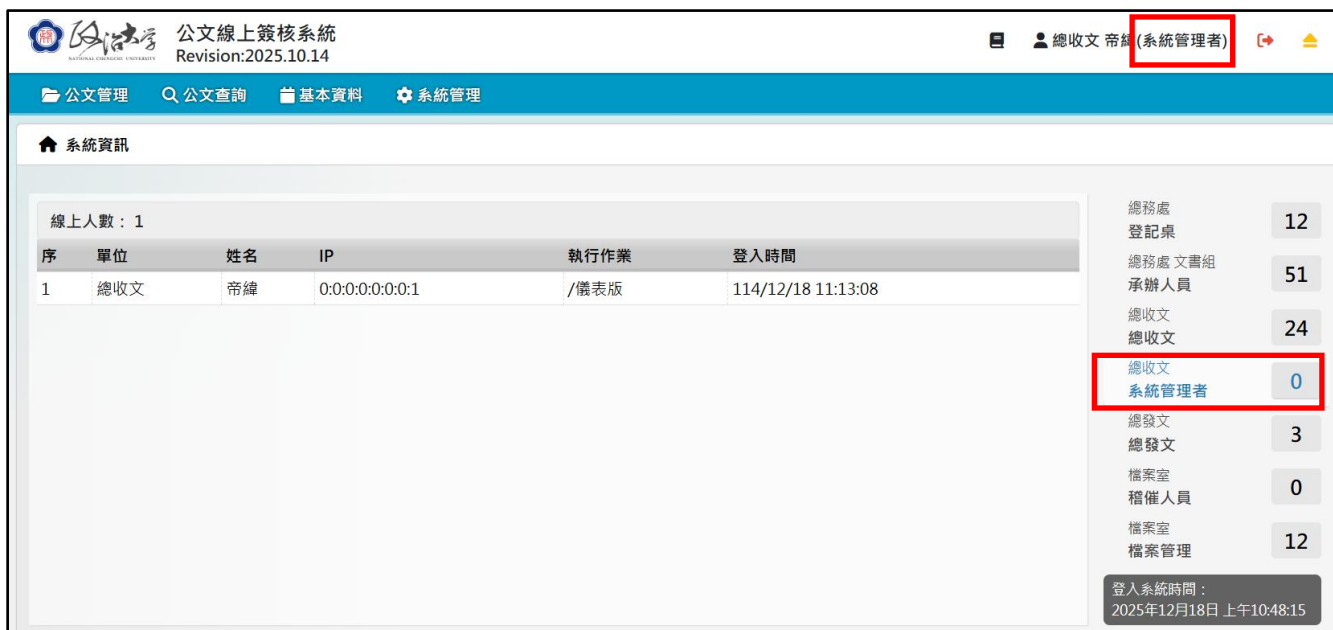 政治大学
NATIONAL CHENGCHI UNIVERSITY
公文線上簽核系統
Revision:2025.10.14
總收文 帝緯(系統管理者)
公文管理 公文查詢 基本資料 系統管理
系統資訊
線上人數： 1
序 單位 姓名 IP 執行作業 登入時間
1 總收文 帝緯 0:0:0:0:0:0:0:1 /儀表版 114/12/18 11:13:08
總務處
登記桌 12
總務處 文書組
承辦人員 51
總收文
總收文 24
總收文
系統管理者 0
總發文
總發文 3
檔案室
稽催人員 0
檔案室
檔案管理 12
登入系統時間：
2025年12月18日 上午10:48:15